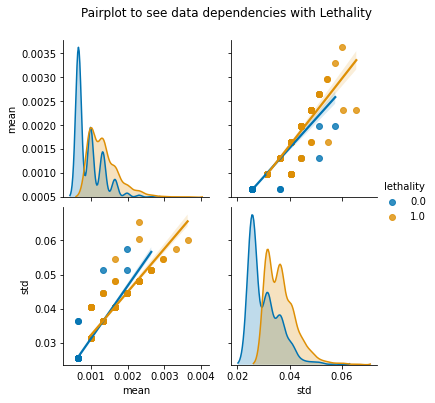 Pairplot to see data dependencies with Lethality
0.0035
0.0030
0.0025
0.0020
0.0015
0.0010
0.0005
mean
lethality
0.0
1.0
0.06
0.05
0.04
0.03
std
0.001 0.002 0.003 0.004
mean
0.02 0.04 0.06
std